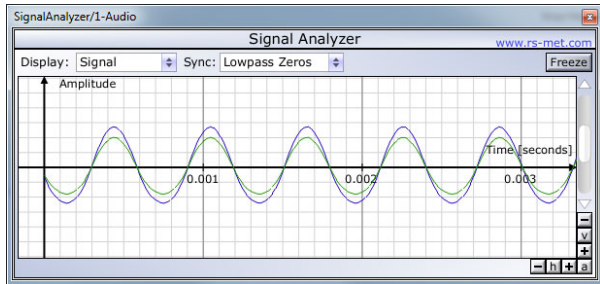 SignalAnalyzer/1-Audio
Signal Analyzer
www.rs-met.com
Display: Signal Sync: Lowpass Zeros Freeze
Amplitude
Time [seconds]
0.001 0.002 0.003
v
h a